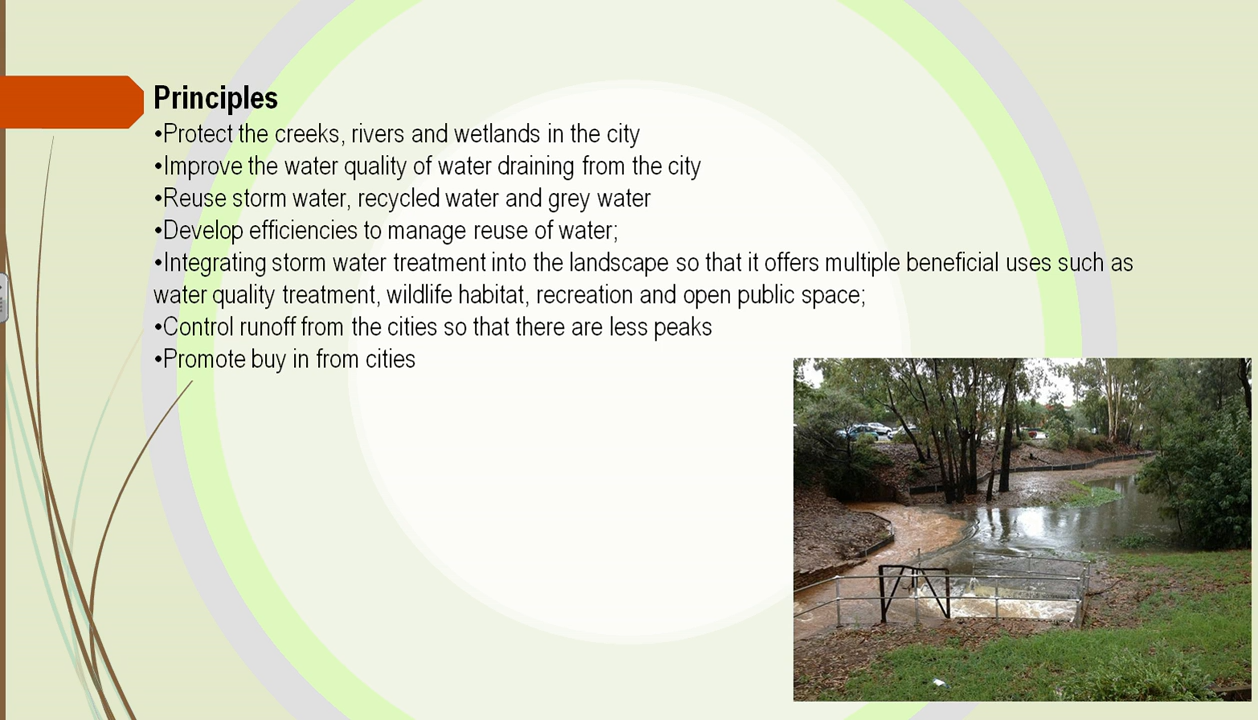 Principles
•Protect the creeks, rivers and wetlands in the city
•Improve the water quality of water draining from the city
•Reuse storm water, recycled water and grey water
•Develop efficiencies to manage reuse of water;
•Integrating storm water treatment into the landscape so that it offers multiple beneficial uses such as
water quality treatment, wildlife habitat, recreation and open public space;
•Control runoff from the cities so that there are less peaks
•Promote buy in from cities